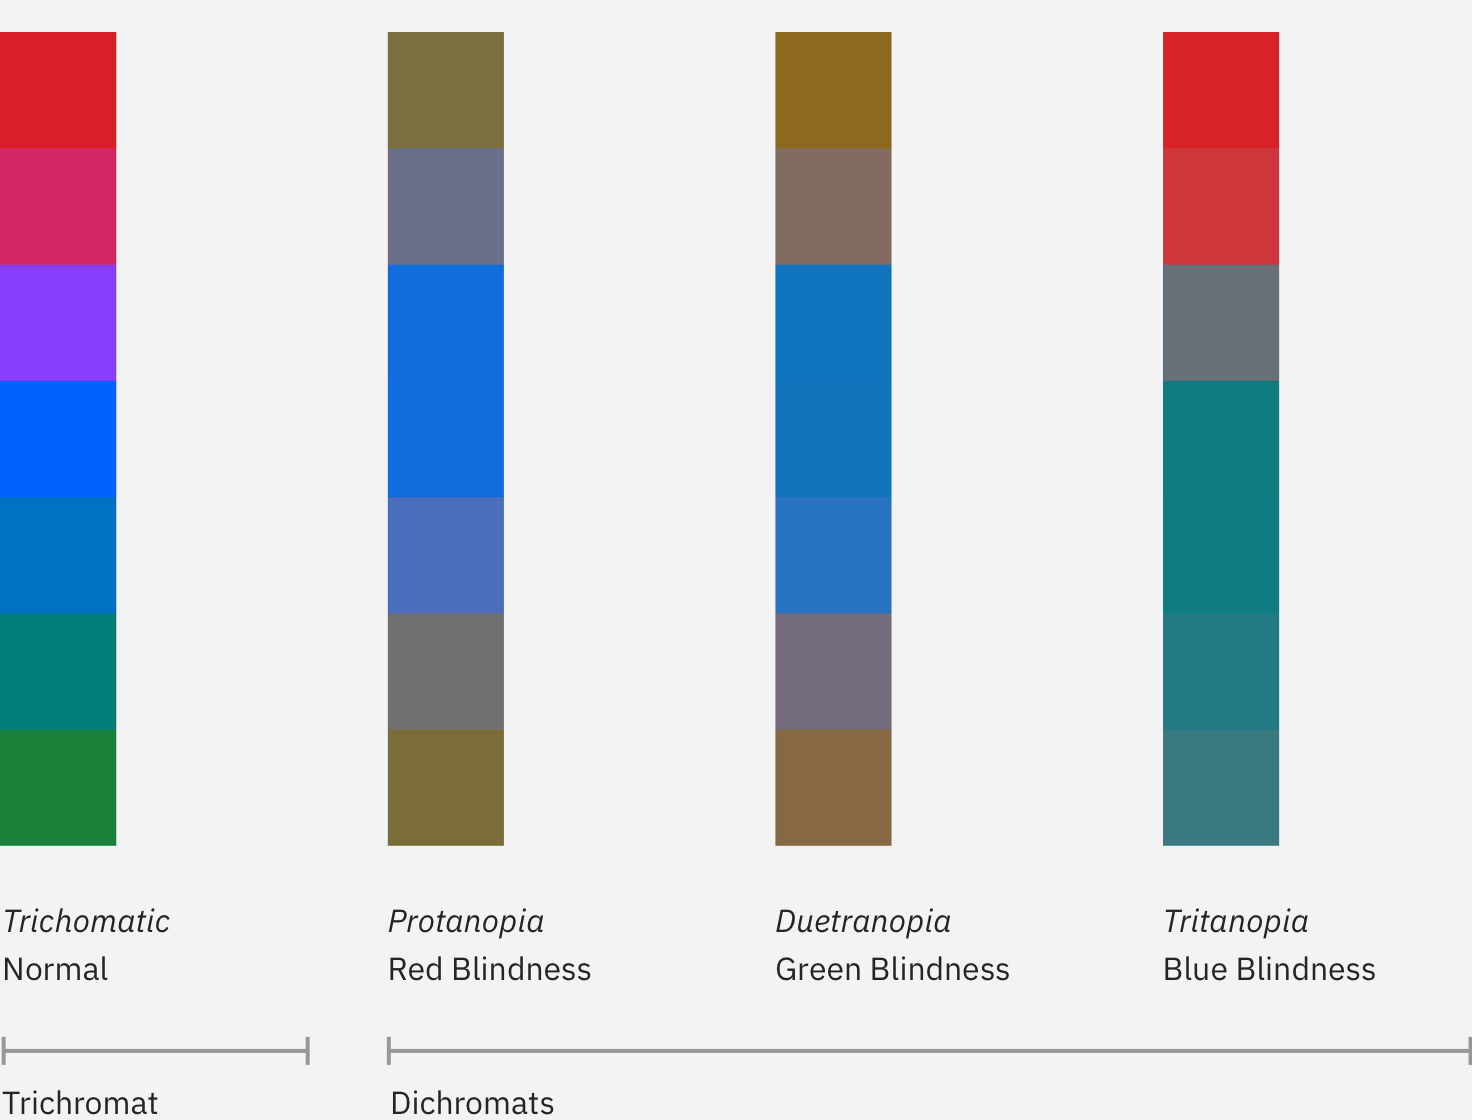 Trichomatic
Normal
Protanopia
Red Blindness
Duetranopia
Green Blindness
Tritanopia
Blue Blindness
Trichromat
Dichromats